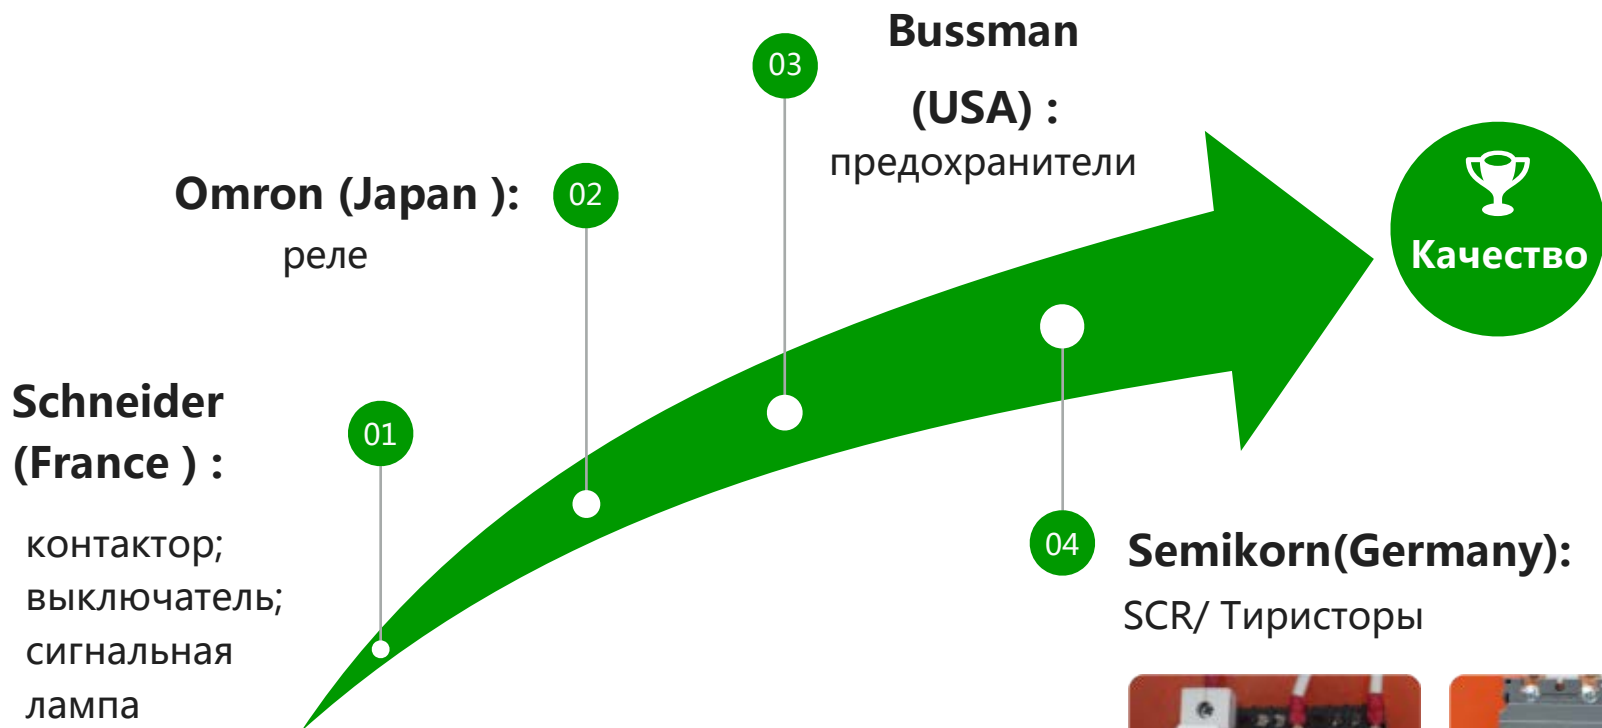 01
Schneider
(France ) :
контактор;
выключатель;
сигнальная
лампа
02
Omron (Japan ):
реле
03
Bussman
(USA) :
предохранители
04
Semikorn(Germany):
SCR/ Тиристоры
Качество